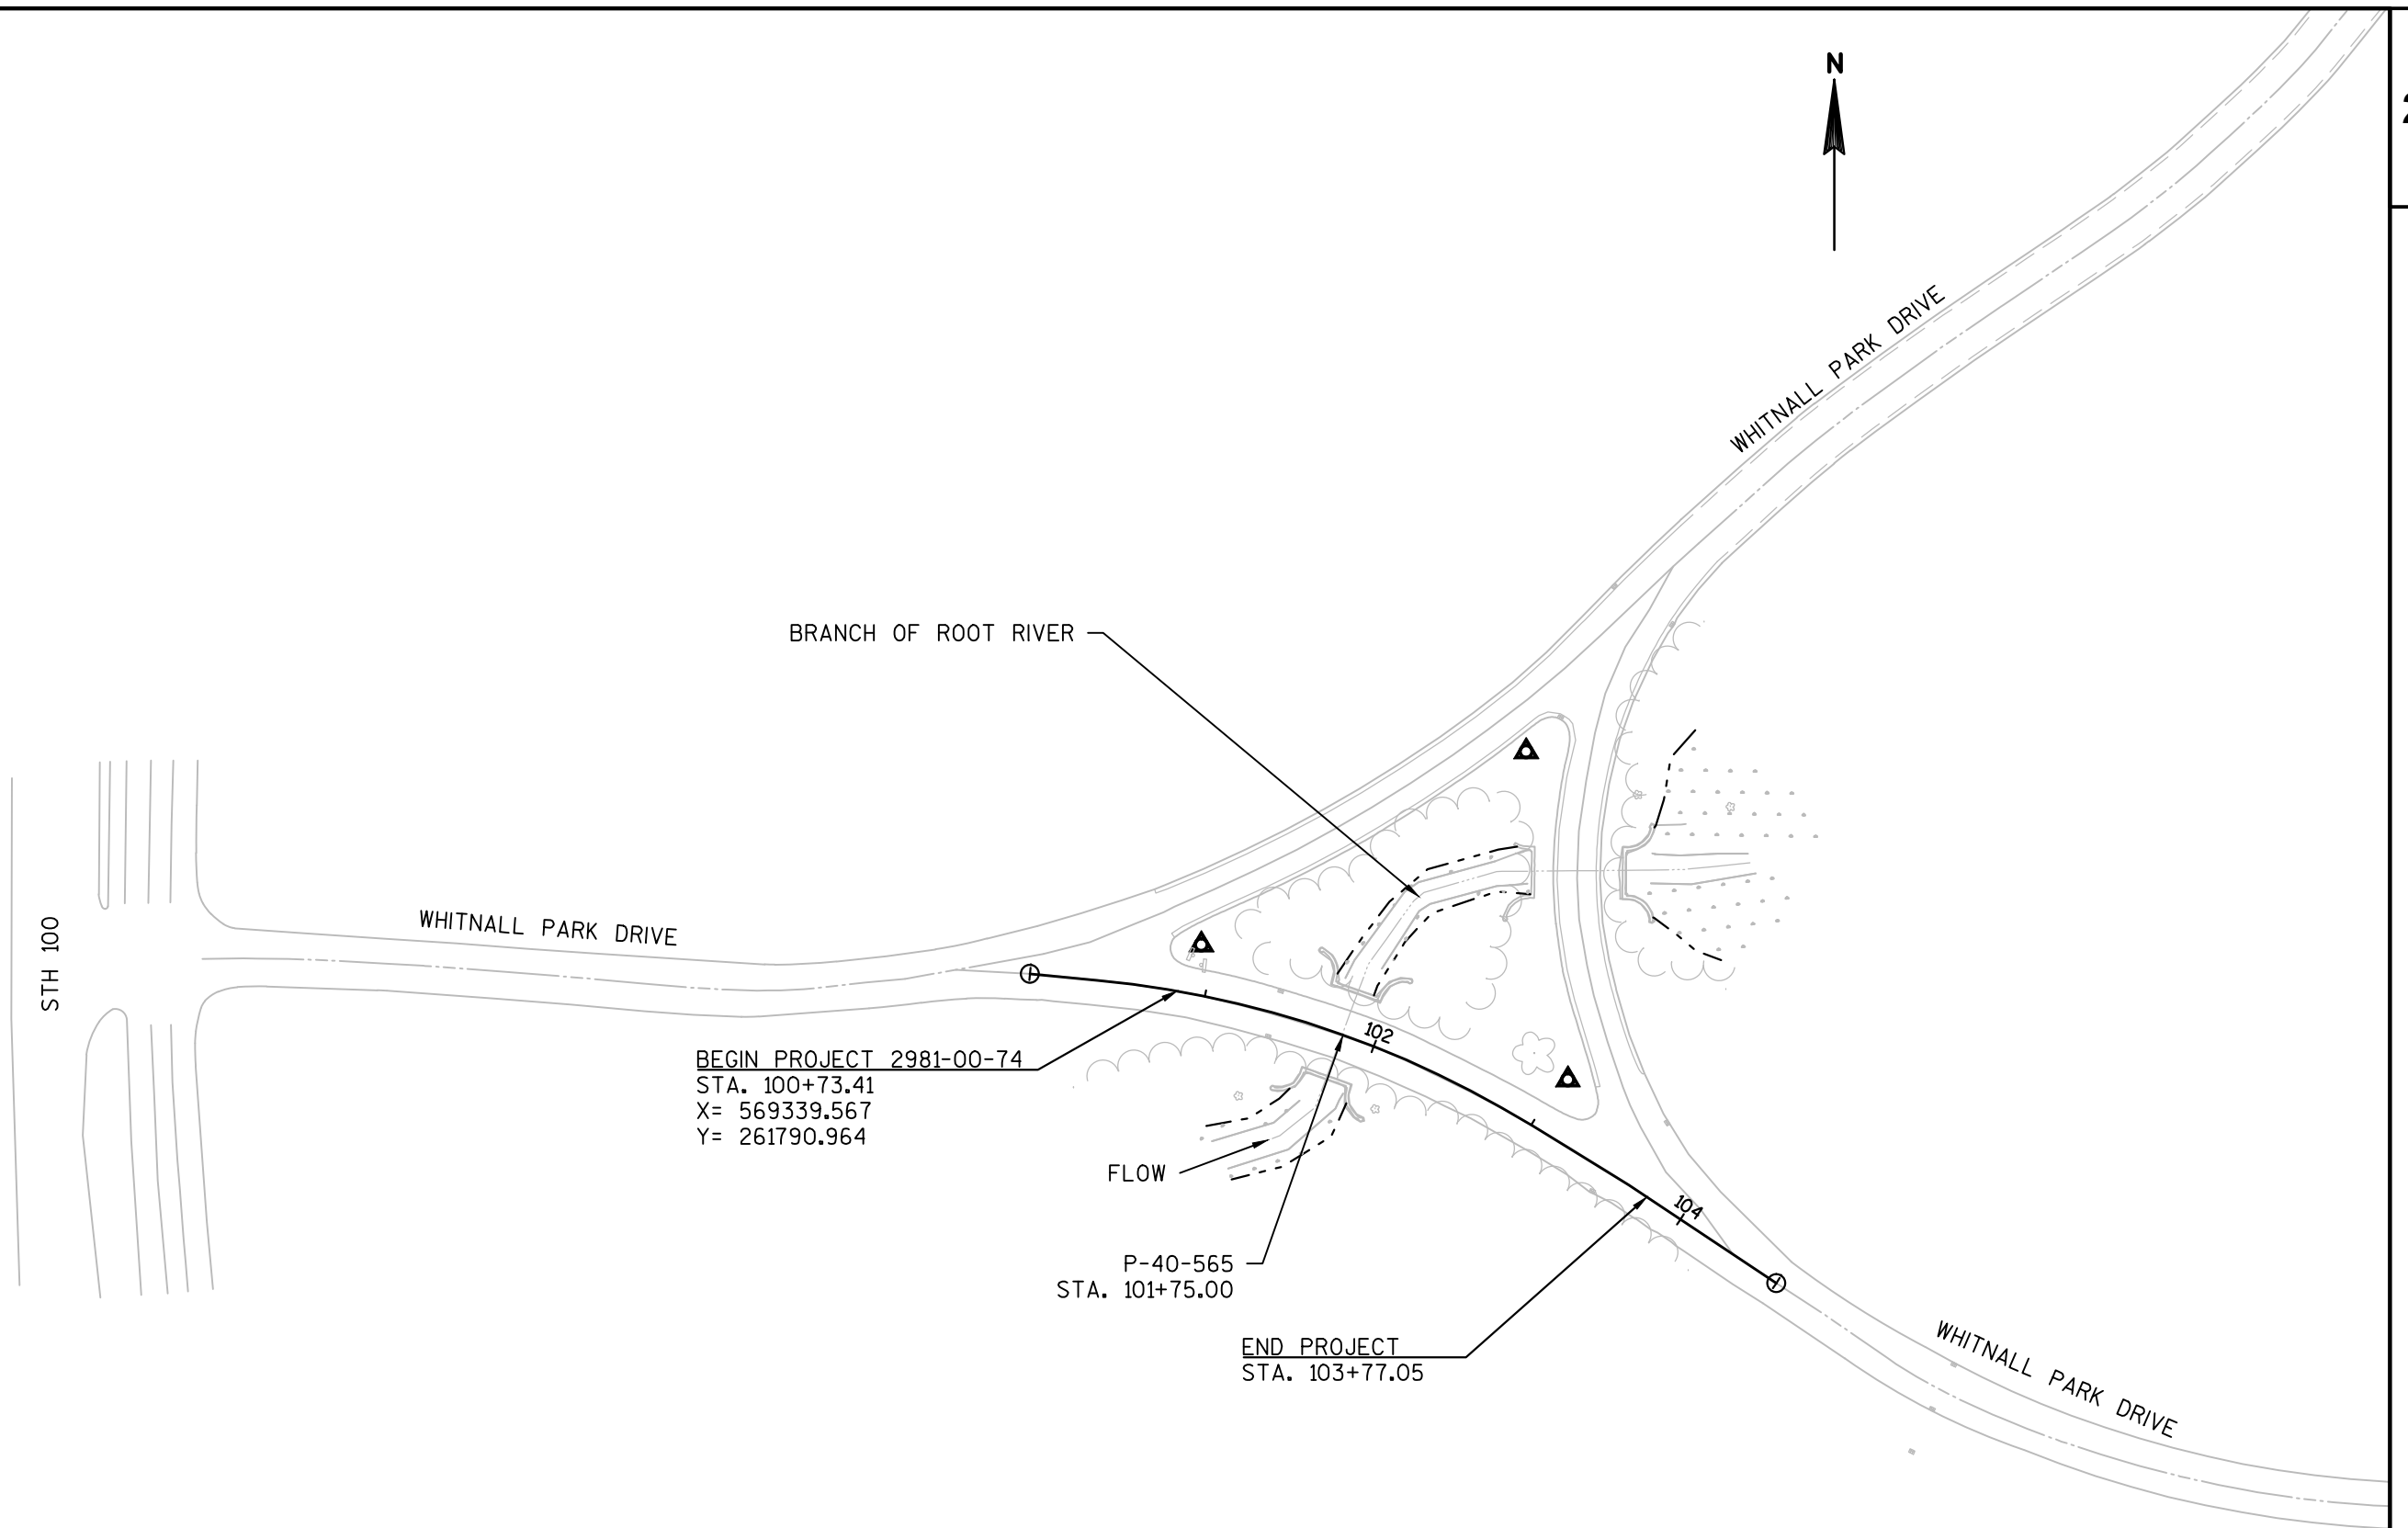 N
WHITNALL PARK DRIVE
BRANCH OF ROOT RIVER
STH 100
WHITNALL PARK DRIVE
102
BEGIN PROJECT 2981-00-74
STA. 100+73.41
X= 569339.567
Y= 261790.964
FLOW
104
P-40-565
STA. 101+75.00
END PROJECT
STA. 103+77.05
WHITNALL PARK DRIVE